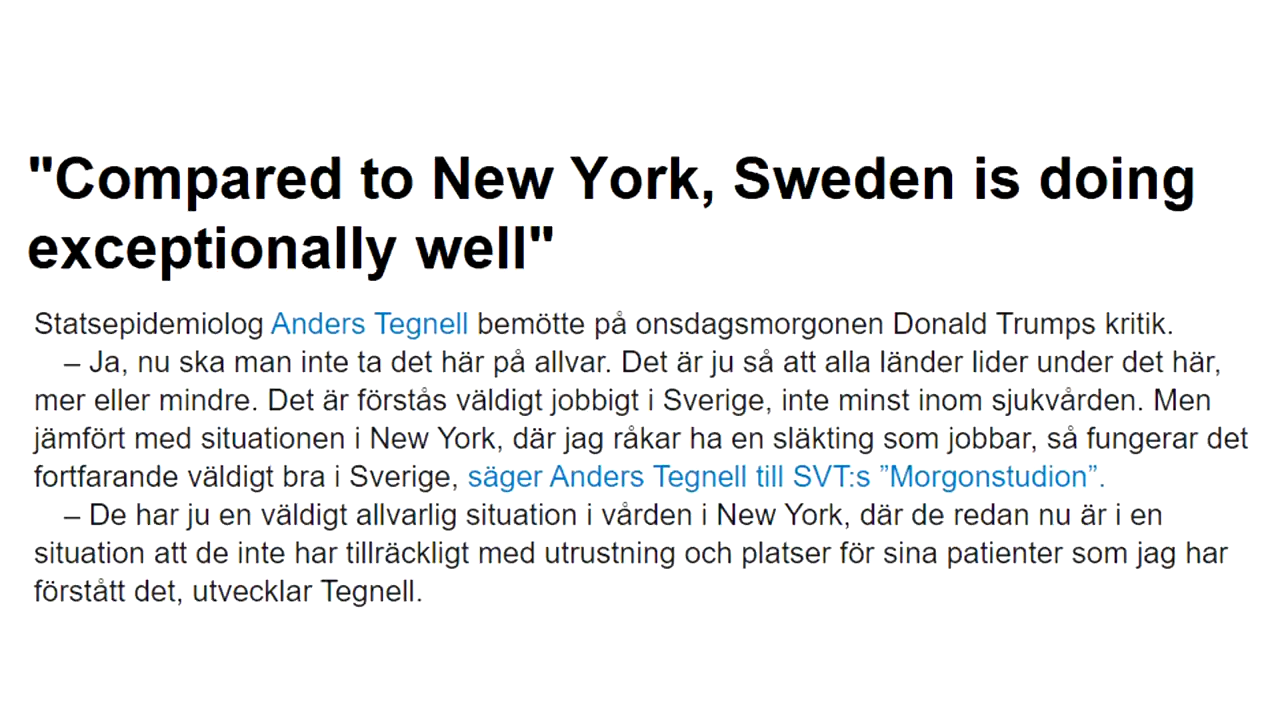 "Compared to New York, Sweden is doing
exceptionally well"
Statsepidemiolog Anders Tegnell bemötte på onsdagsmorgonen Donald Trumps kritik.
– Ja, nu ska man inte ta det här på allvar. Det är ju så att alla länder lider under det här,
mer eller mindre. Det är förstås väldigt jobbigt i Sverige, inte minst inom sjukvården. Men
jämfört med situationen i New York, där jag råkar ha en släkting som jobbar, så fungerar det
fortfarande väldigt bra i Sverige, säger Anders Tegnell till SVT:s ”Morgonstudion”.
– De har ju en väldigt allvarlig situation i vården i New York, där de redan nu är i en
situation att de inte har tillräckligt med utrustning och platser för sina patienter som jag har
förstått det, utvecklar Tegnell.